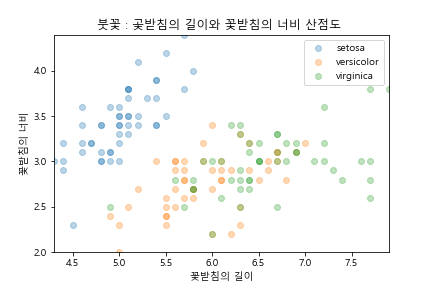 붓꽃 : 꽃받침의 길이와 꽃받침의 너비 산점도
setosa
versicolor
virginica
꽃받침의 너비
4.0
3.5
3.0
2.5
2.0
4.5 5.0 5.5 6.0 6.5 7.0 7.5
꽃받침의 길이